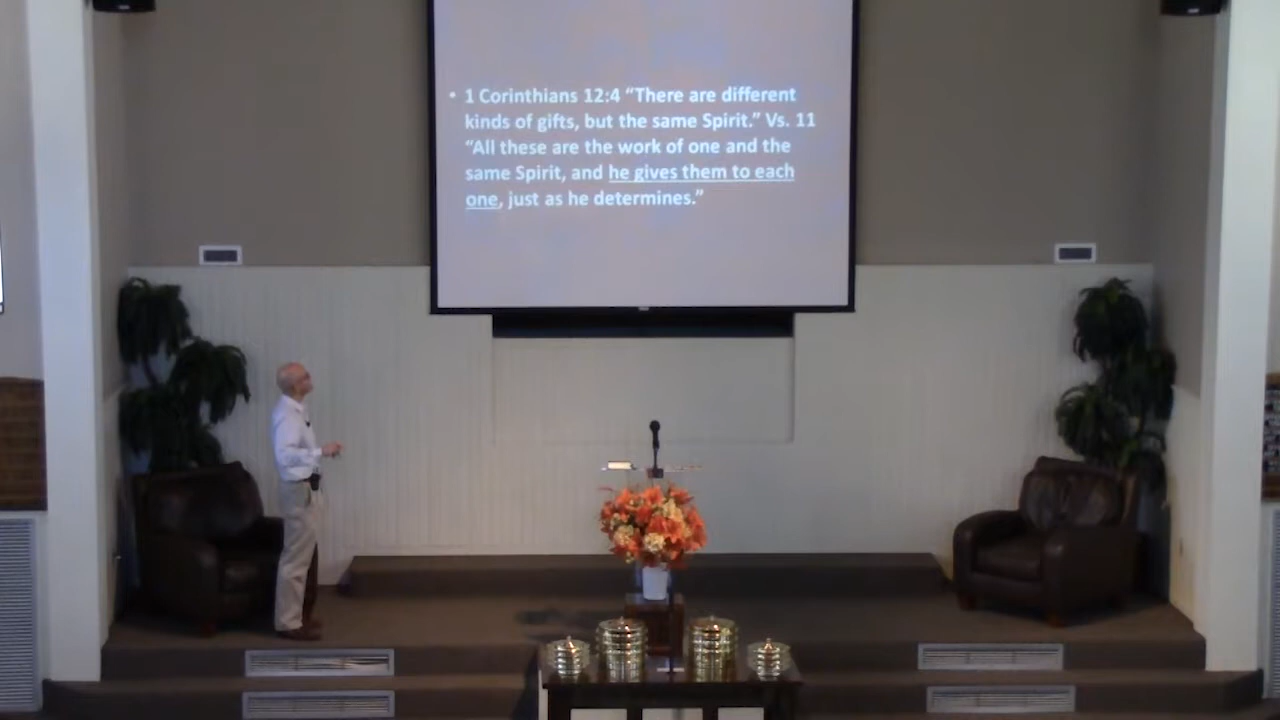 • 1 Corinthians 12:4 “There are different
kinds of gifts, but the same Spirit.” Vs. 11
“All these are the work of one and the
same Spirit, and he gives them to each
one, just as he determines.”